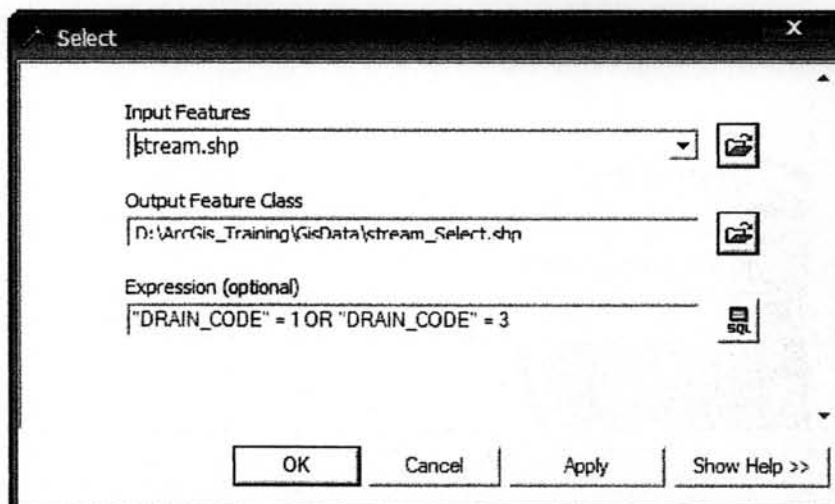 Select
X
Input Features
stream.shp
Output Feature Class
D:\ArcGis_Training\GisData\stream_Select.shp
Expression (optional)
"DRAIN_CODE" = 1 OR "DRAIN_CODE" = 3
SQL
OK Cancel Apply Show Help >>